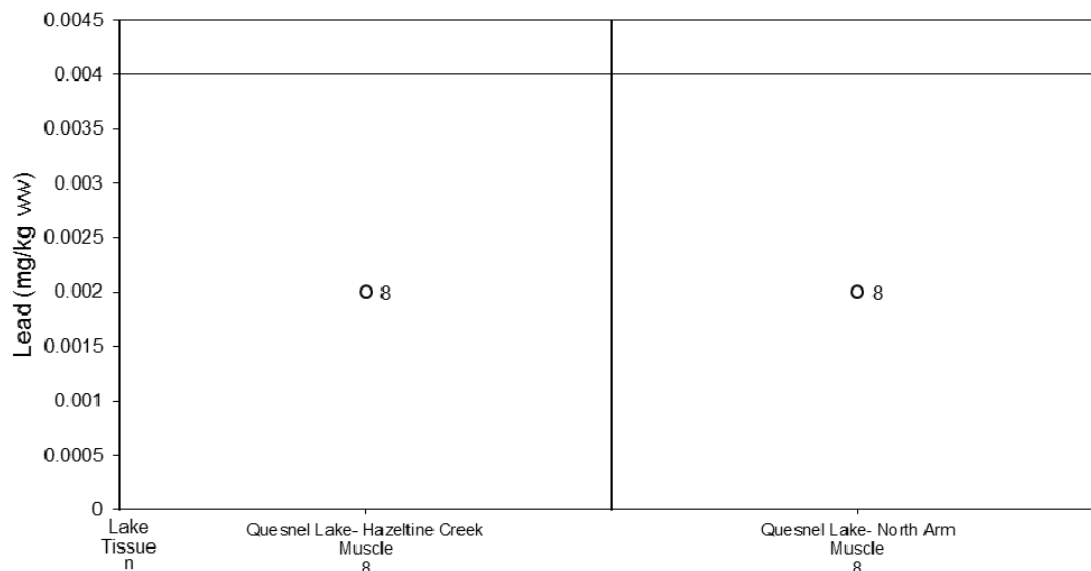 0.0045
0.004
0.0035
0.003
0.0025
0.002
0.0015
0.001
0.0005
0
Lead (mg/kg ww)
8
8
Lake
Tissue
n
Quesnel Lake- Hazeltine Creek
Muscle
8
Quesnel Lake- North Arm
Muscle
8